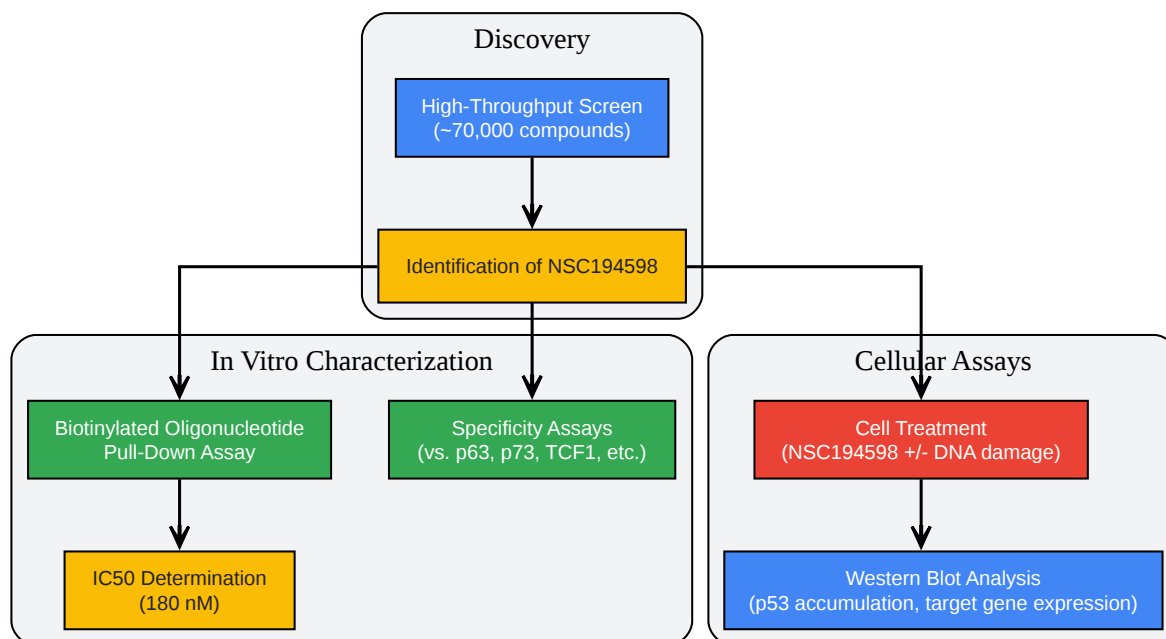 Discovery
High-Throughput Screen
(~70,000 compounds)
Identification of NSC194598
In Vitro Characterization
Cellular Assays
Biotinylated Oligonucleotide
Pull-Down Assay
Specificity Assays
(vs. p63, p73, TCF1, etc.)
Cell Treatment
(NSC194598 +/- DNA damage)
IC50 Determination
(180 nM)
Western Blot Analysis
(p53 accumulation, target gene expression)